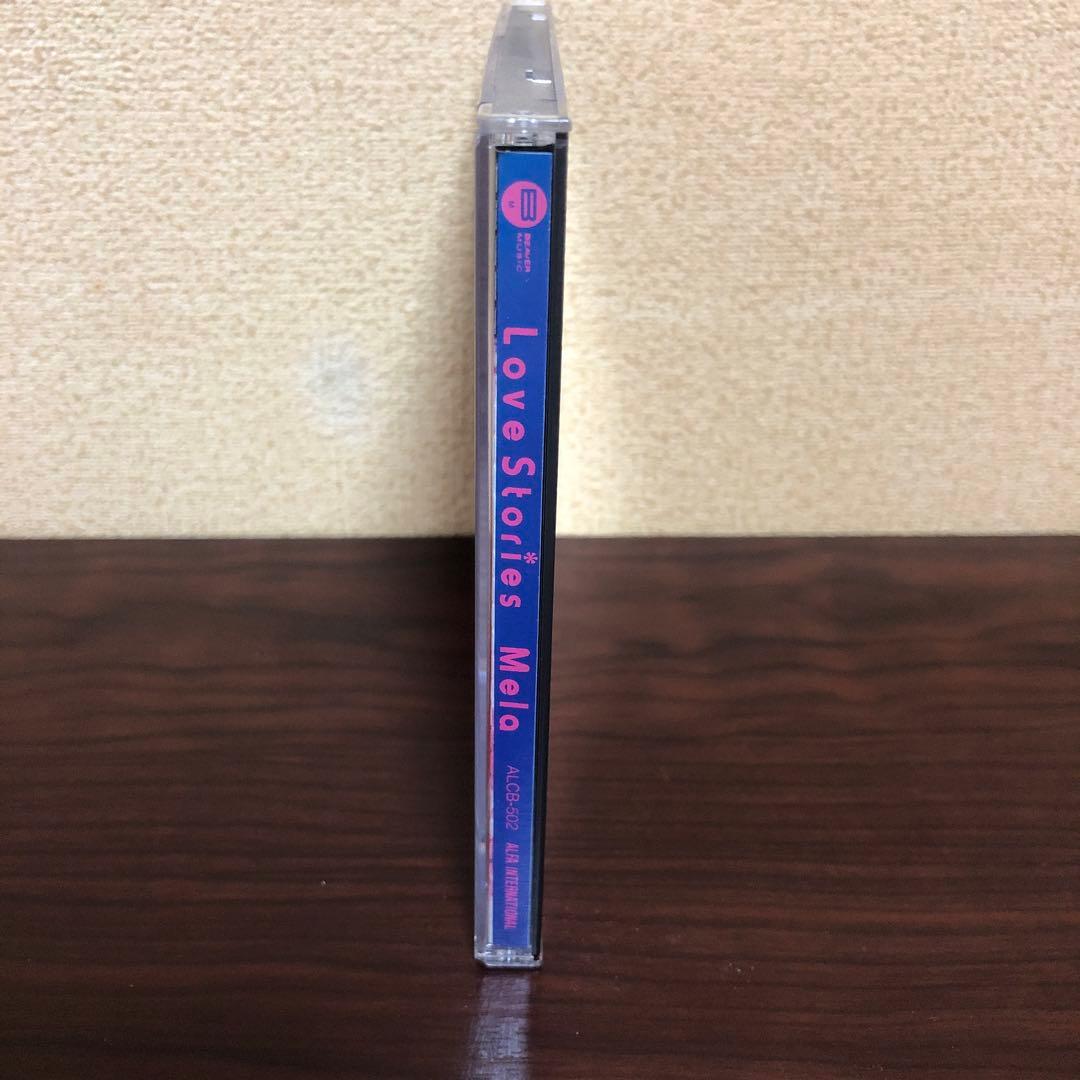 B
M
BEAVER
MUSIC
Love Stories Mela
ALCB-502 ALFA INTERNATIONAL